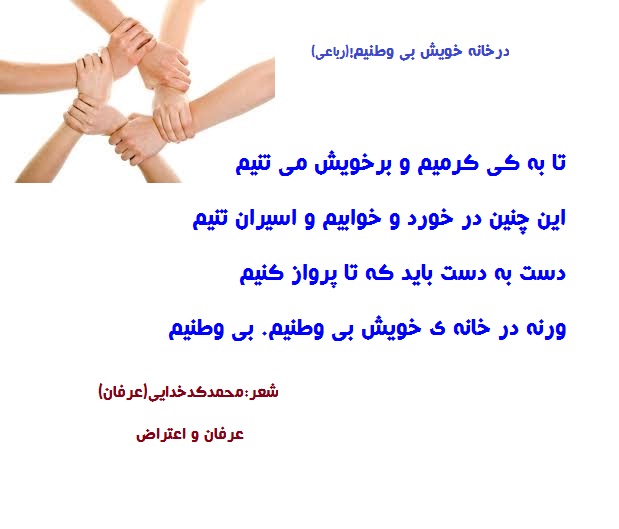 درخانه خویش بی وطنیم!(رباعی)
تا به کی کرمیم و برخویش می تنیم
این چنین در خورد و خوابیم و اسیران تنیم
دست به دست باید که تا پرواز کنیم
ورنه در خانه ی خویش بی وطنیم. بی وطنیم
شعر:محمدکدخدایی(عرفان)
عرفان و اعتراض